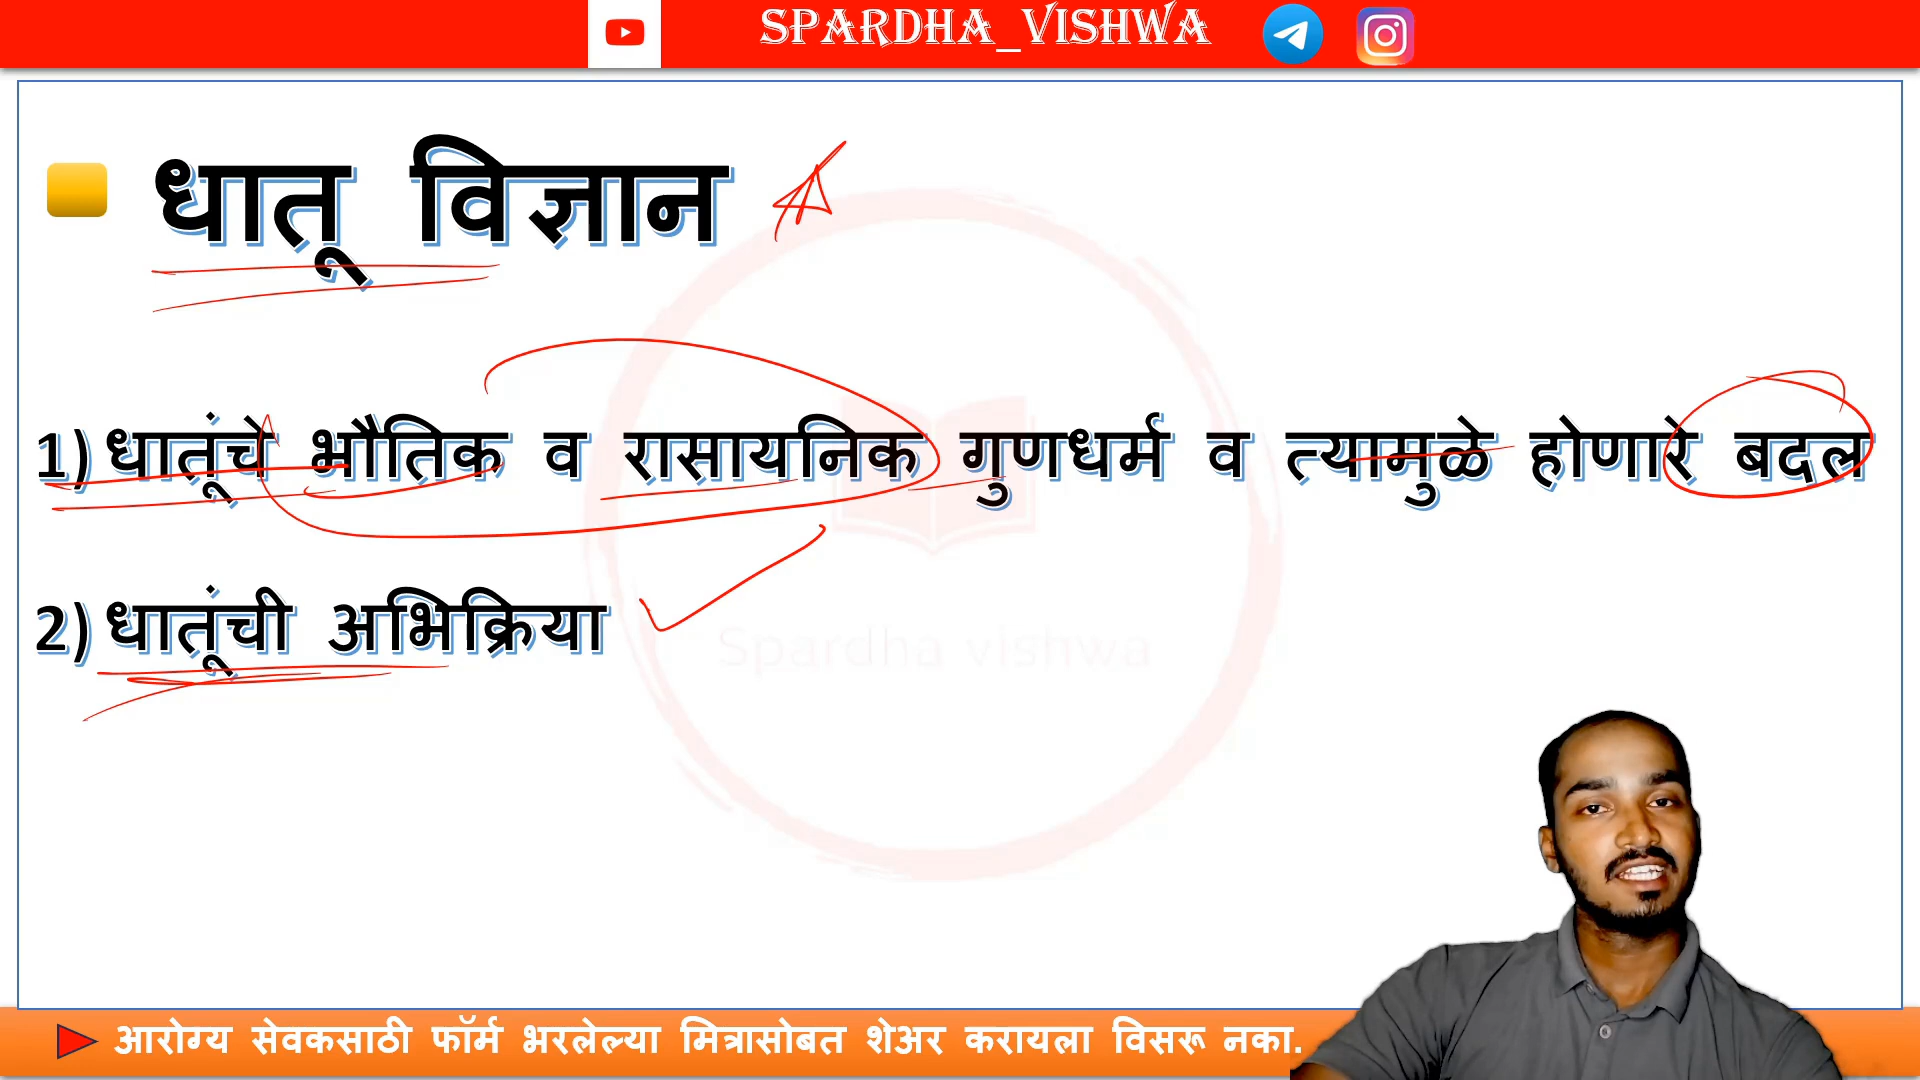 SPARDHA_VISHWA
धातू विज्ञान
1) धातूंचे भौतिक व रासायनिक गुणधर्म व त्यामुळे होणारे बदल
2) धातूंची अभिक्रिया
Spardha vishwa
आरोग्य सेवकसाठी फॉर्म भरलेल्या मित्रासोबत शेअर करायला विसरू नका.